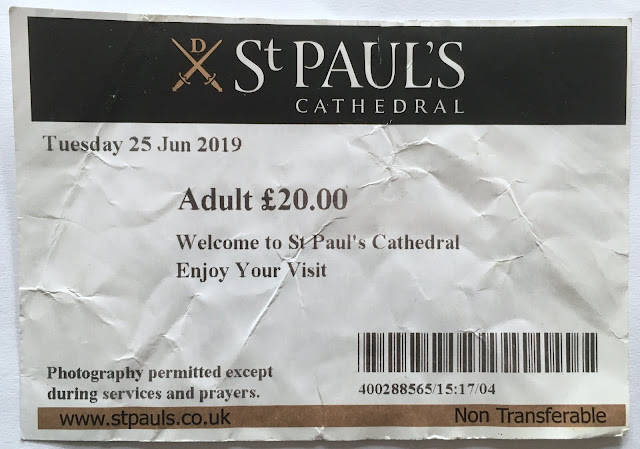 D
St PAUL'S
CATHEDRAL
Tuesday 25 Jun 2019
Adult £20.00
Welcome to St Paul's Cathedral
Enjoy Your Visit
Photography permitted except
during services and prayers.
400288565/15:17/04
www.stpauls.co.uk
Non Transferable